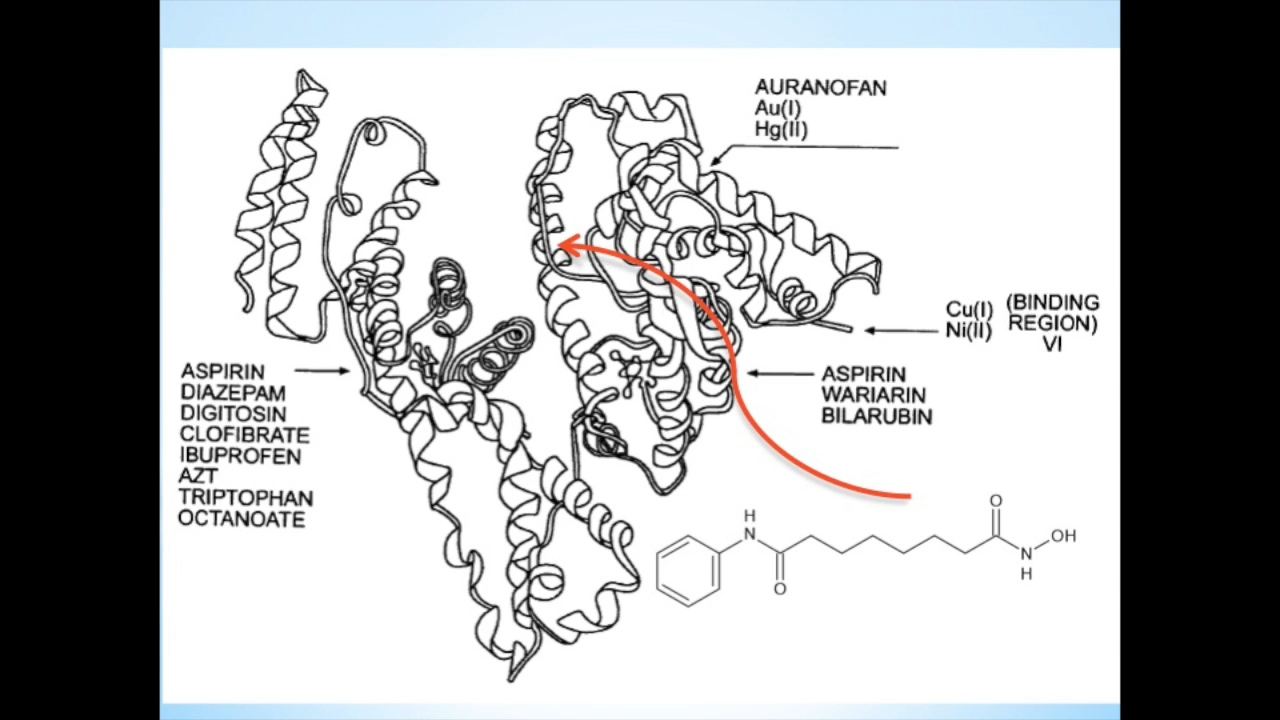 AURANOFAN
Au(I)
Hg(II)
Cu(I)
Ni(II)
(BINDING
REGION)
VI
ASPIRIN
DIAZEPAM
DIGITOSIN
CLOFIBRATE
IBUPROFEN
AZT
TRIPTOPHAN
OCTANOATE
ASPIRIN
WARIARIN
BILARUBIN
H
N
O
O
N
H
OH